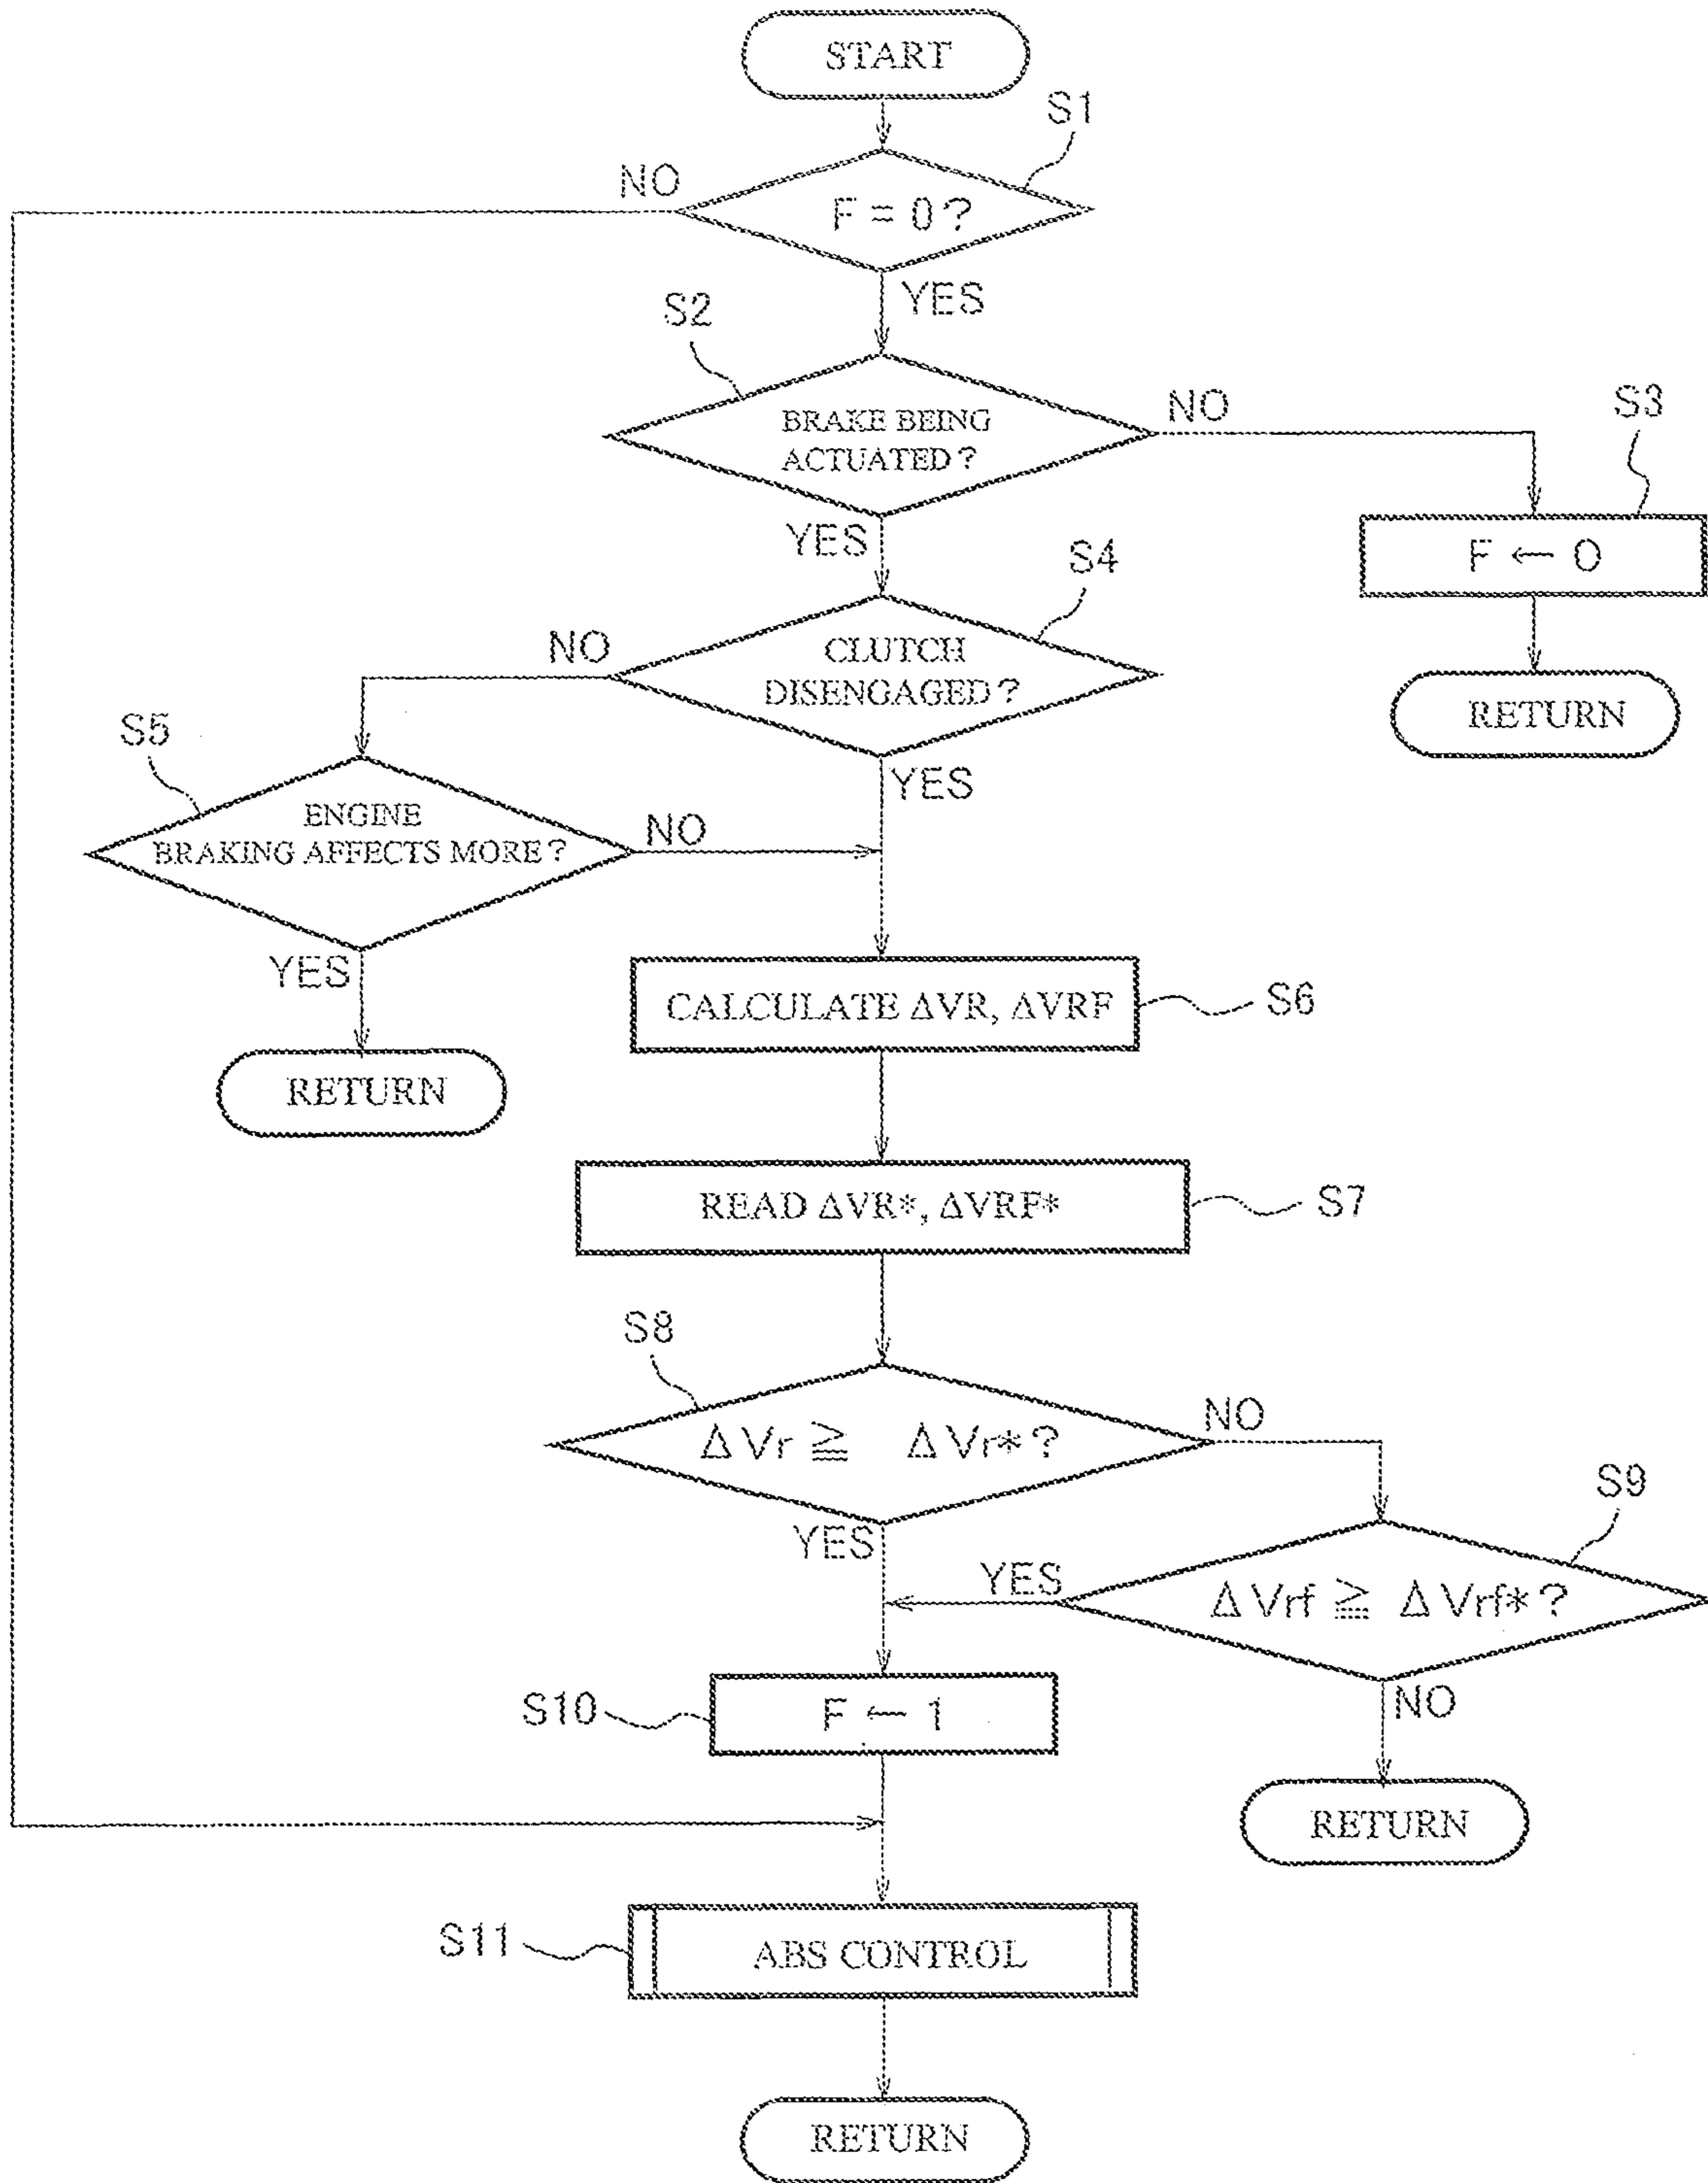 START
S1
NO
F = 0?
YES
S2
BRAKE BEING
ACTUATED?
NO
S3
F ← 0
RETURN
YES
S4
CLUTCH
DISENGAGED?
NO
YES
S5
ENGINE
BRAKING AFFECTS MORE?
NO
YES
RETURN
CALCULATE ΔVR, ΔVRF
S6
READ ΔVR*, ΔVRF*
S7
S8
ΔVr ≧ ΔVr*?
NO
YES
S9
ΔVrf ≧ ΔVrf*?
YES
NO
RETURN
S10
F ← 1
S11
ABS CONTROL
RETURN